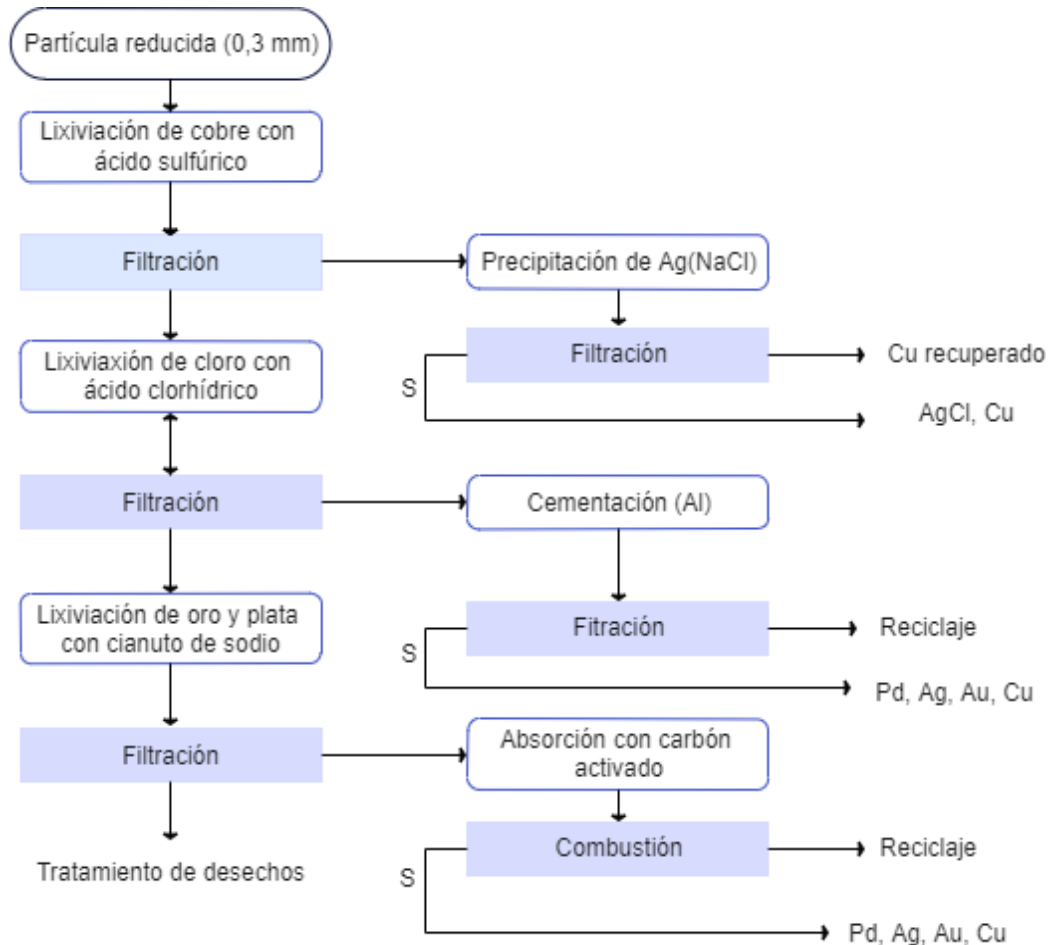 Partícula reducida (0,3 mm)
Lixiviación de cobre con
ácido sulfúrico
Filtración
Precipitación de Ag(NaCl)
Lixiviaxión de cloro con
ácido clorhídrico
Filtración
Cu recuperado
S
AgCl, Cu
Filtración
Cementación (Al)
Lixiviación de oro y plata
con cianuto de sodio
Fitración
Reciclaje
S
Pd, Ag, Au, Cu
Filtración
Absorción con carbón
activado
Tratamiento de desechos
Combustión
Reciclaje
S
Pd, Ag, Au, Cu